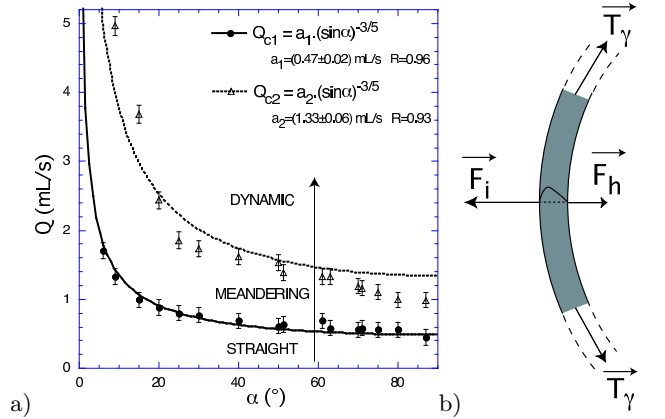 5
4
3
2
1
0
Q (mL/s)
0
20
40
60
80
α (°)
Q_c1 = a_1.(sinα)^-3/5
a_1=(0.47±0.02) mL/s R=0.96
Q_c2 = a_2.(sinα)^-3/5
a_2=(1.33±0.06) mL/s R=0.93
DYNAMIC
MEANDERING
STRAIGHT
a)
T_γ
F_i
F_h
T_γ
b)